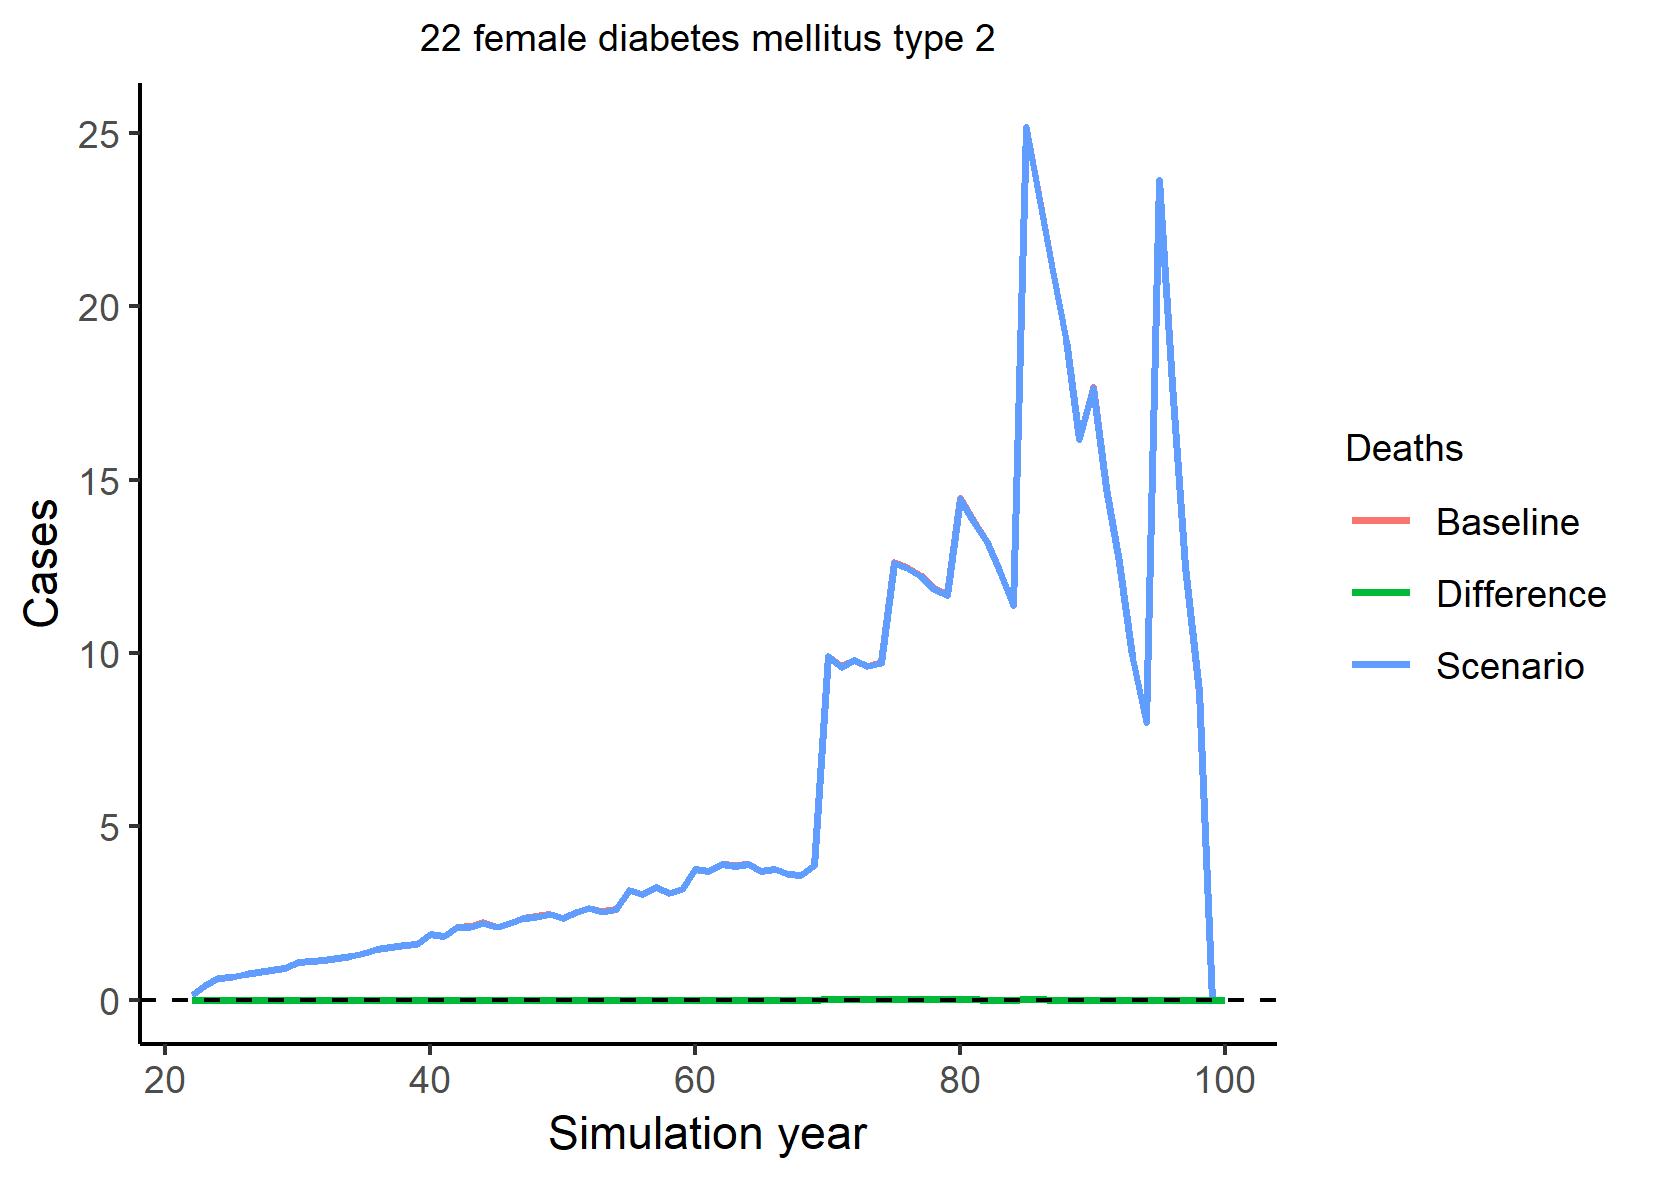 22 female diabetes mellitus type 2
25
20
15
10
5
0
Cases
20 40 60 80 100
Simulation year
Deaths
Baseline
Difference
Scenario